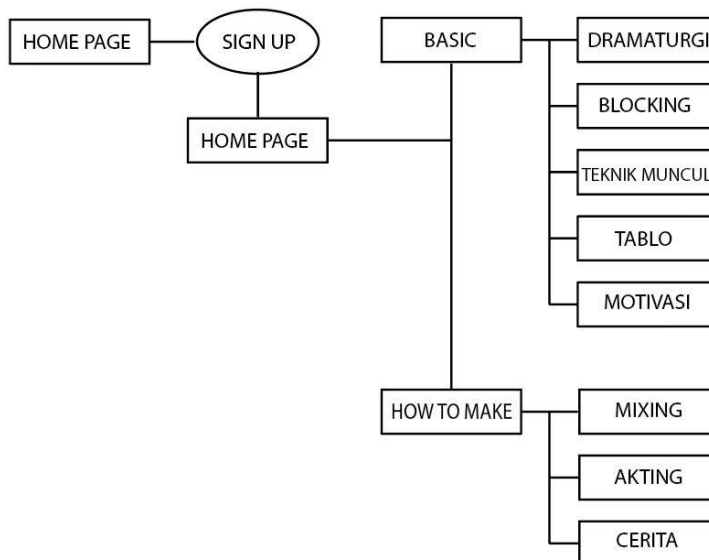 HOME PAGE
SIGN UP
BASIC
DRAMATURGI
BLOCKING
HOME PAGE
TEKNIK MUNCUL
TABLO
MOTIVASI
HOW TO MAKE
MIXING
AKTING
CERITA